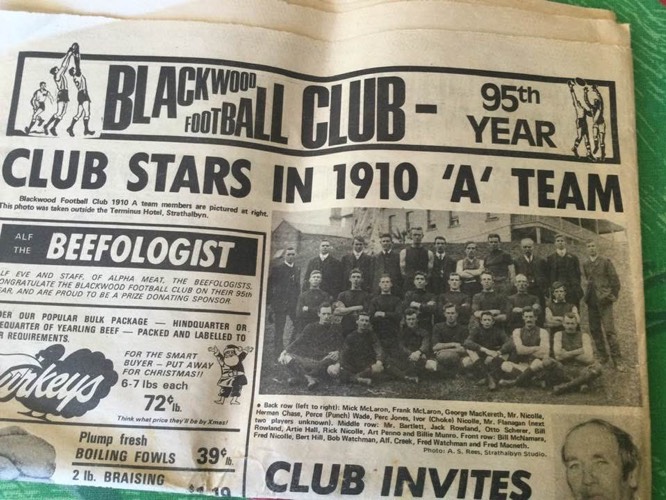 BLACKWOOD
FOOTBALL CLUB – 95th
YEAR
CLUB STARS IN 1910 'A' TEAM
Blackwood Football Club 1910 A team members are pictured at right.
This photo was taken outside the Terminus Hotel, Strathalbyn.
ALF
THE BEEFOLOGIST
LF EVE AND STAFF, OF ALPHA MEAT, THE BEEFOLOGISTS,
ONGRATULATE THE BLACKWOOD FOOTBALL CLUB ON THEIR 95th
EAR, AND ARE PROUD TO BE A PRIZE DONATING SPONSOR.
DER OUR POPULAR BULK PACKAGE — HINDQUARTER OR
EQUARTER OF YEARLING BEEF — PACKED AND LABELLED TO
R REQUIREMENTS.
urkeys
FOR THE SMART
BUYER — PUT AWAY
FOR CHRISTMAS!!
6-7 lbs each
72¢ lb.
Think what price they'll be by Xmas!
Plump fresh
BOILING FOWLS 39¢ lb.
2 lb. BRAISING
• Back row (left to right): Mick McLaron, Frank McLaron, George MacKereth, Mr. Nicolle,
Herman Chase, Perce (Punch) Wade, Perc Jones, Ivor (Choke) Nicolle, Mr. Flanagan (next
two players unknown). Middle row: Mr. Bartlett, Jack Rowland, Otto Scherer, Bill
Rowland, Artie Hall, Rick Nicolle, Art Penno and Billie Munro. Front row: Bill McNamara,
Fred Nicolle, Bert Hill, Bob Watchman, Alf. Creek, Fred Watchman and Fred Macneth.
Photo: A. S. Rees, Strathalbyn Studio.
CLUB INVITES